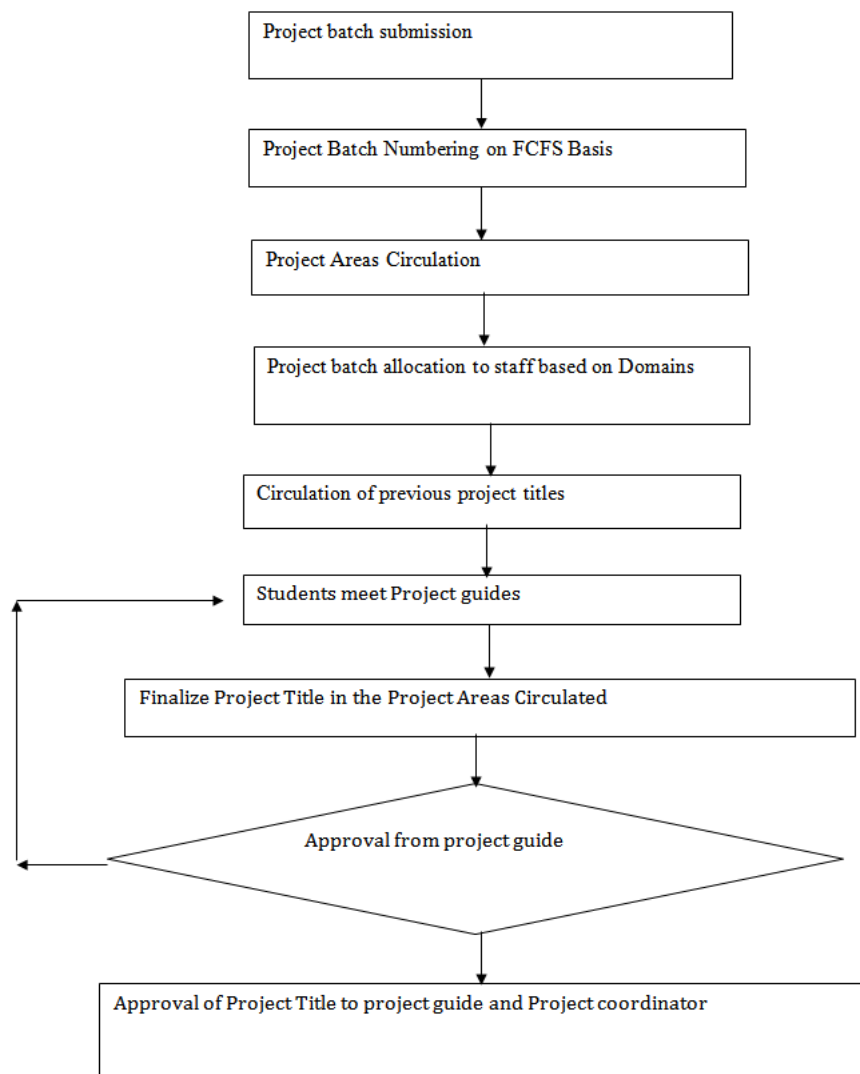 Project batch submission
Project Batch Numbering on FCFS Basis
Project Areas Circulation
Project batch allocation to staff based on Domains
Circulation of previous project titles
Students meet Project guides
Finalize Project Title in the Project Areas Circulated
Approval from project guide
Approval of Project Title to project guide and Project coordinator